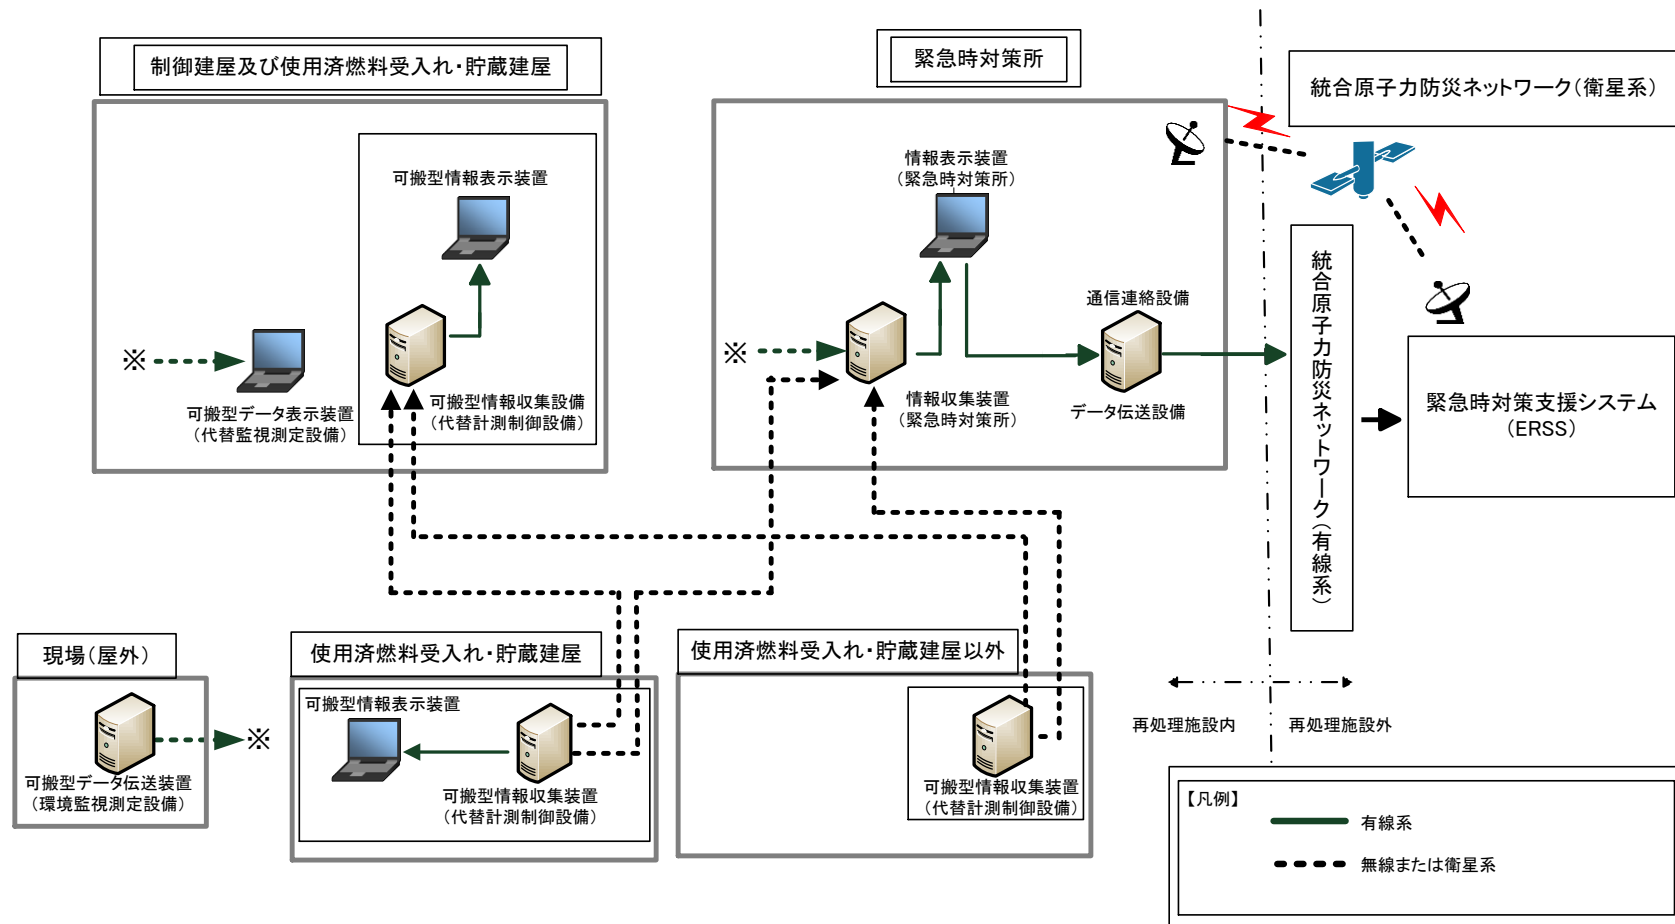 制御建屋及び使用済燃料受入れ・貯蔵建屋
緊急時対策所
統合原子力防災ネットワーク(衛星系)
可搬型情報表示装置
情報表示装置
(緊急時対策所)
通信連絡設備
※
※
可搬型データ表示装置
(代替監視測定設備)
可搬型情報収集設備
(代替計測制御設備)
情報収集装置
(緊急時対策所)
データ伝送設備
統合原子力防災ネットワーク(有線系)
緊急時対策支援システム
(ERSS)
現場(屋外)
使用済燃料受入れ・貯蔵建屋
使用済燃料受入れ・貯蔵建屋以外
可搬型情報表示装置
※
可搬型データ伝送装置
(環境監視測定設備)
可搬型情報収集装置
(代替計測制御設備)
可搬型情報収集装置
(代替計測制御設備)
再処理施設内
再処理施設外
【凡例】
有線系
無線または衛星系